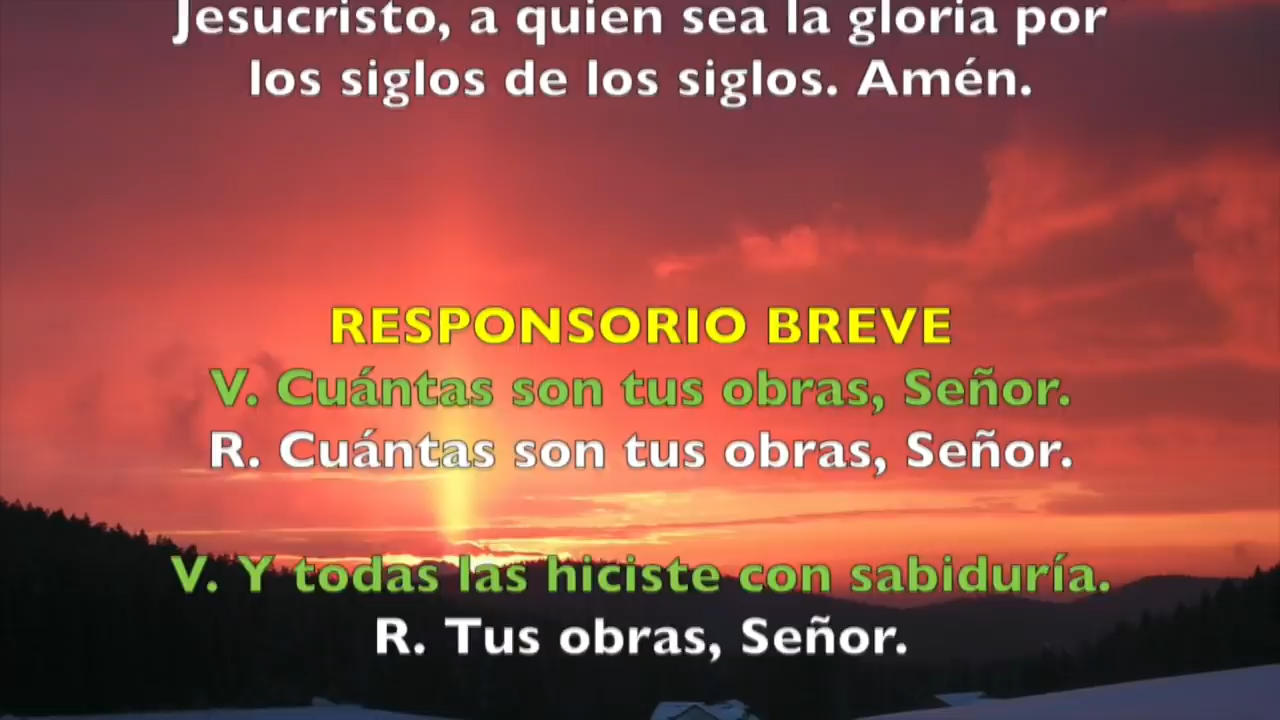 Jesucristo, a quien sea la gloria por
los siglos de los siglos. Amén.
RESPONSORIO BREVE
V. Cuántas son tus obras, Señor.
R. Cuántas son tus obras, Señor.
V. Y todas las hiciste con sabiduría.
R. Tus obras, Señor.